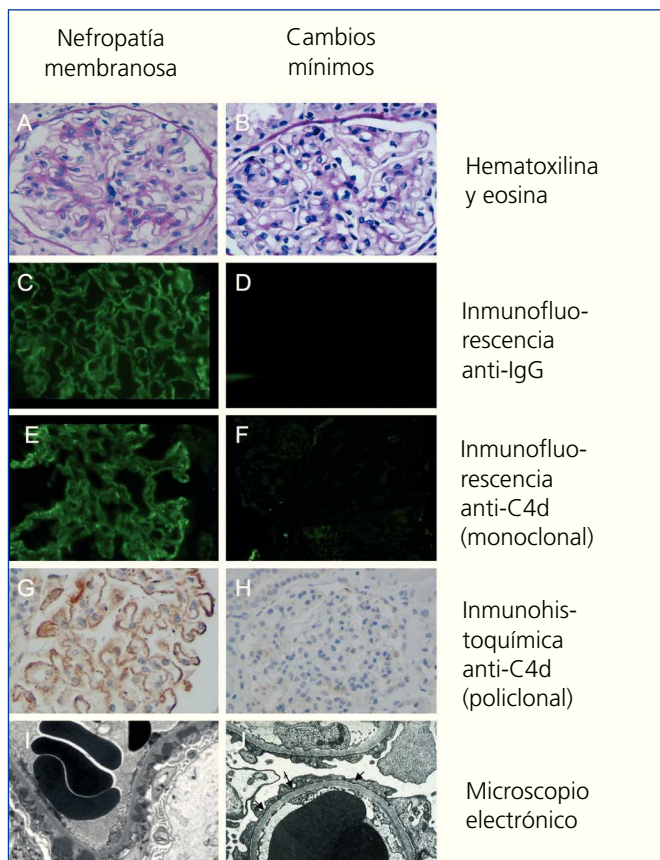 Nefropatía
membranosa
Cambios
mínimos
A
B
Hematoxilina
y eosina
C
D
Inmunofluo-
rescencia
anti-IgG
E
F
Inmunofluo-
rescencia
anti-C4d
(monoclonal)
G
H
Inmunohis-
toquímica
anti-C4d
(policlonal)
I
Microscopio
electrónico